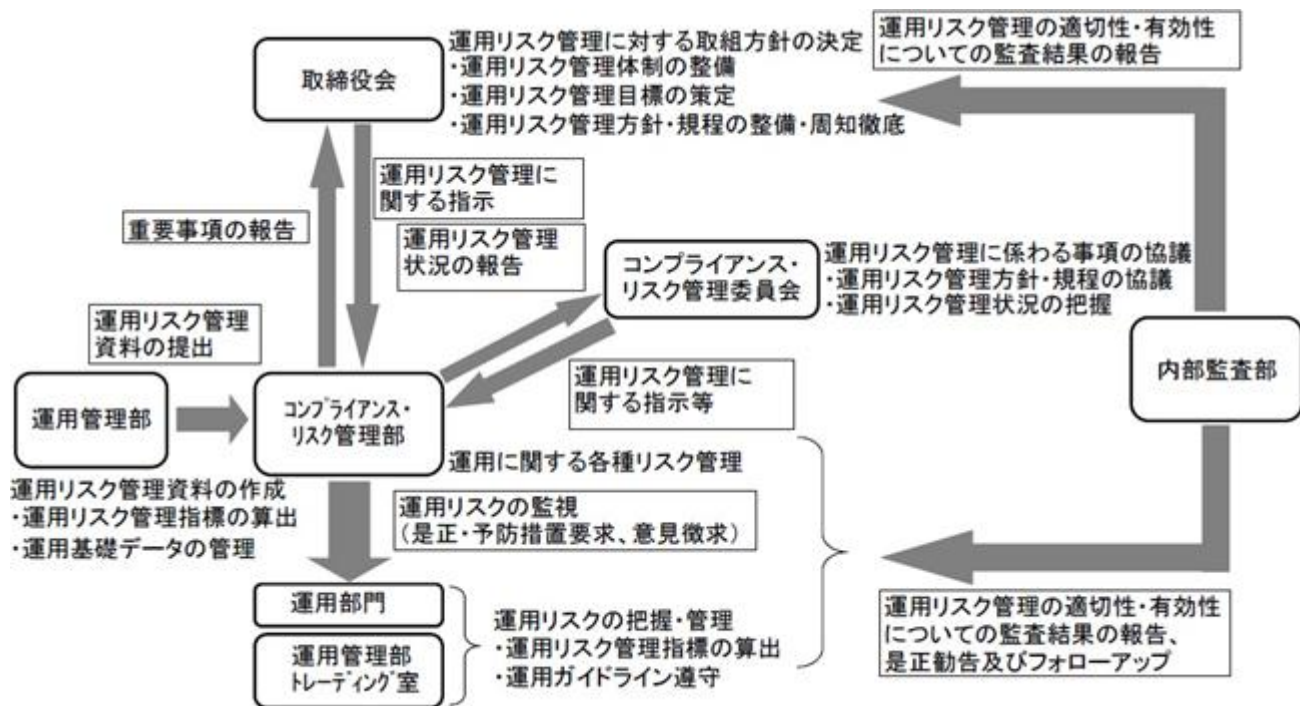 取締役会
運用リスク管理に対する取組方針の決定
・運用リスク管理体制の整備
・運用リスク管理目標の策定
・運用リスク管理方針・規程の整備・周知徹底
運用リスク管理の適切性・有効性
についての監査結果の報告
運用リスク管理に
関する指示
重要事項の報告
運用リスク管理
状況の報告
コンプライアンス・
リスク管理委員会
運用リスク管理に係わる事項の協議
・運用リスク管理方針・規程の協議
・運用リスク管理状況の把握
運用リスク管理
資料の提出
内部監査部
運用管理部
コンプライアンス・
リスク管理部
運用リスク管理に
関する指示等
運用に関する各種リスク管理
運用リスク管理資料の作成
・運用リスク管理指標の算出
・運用基礎データの管理
運用リスクの監視
(是正・予防措置要求、意見徴求)
運用部門
運用管理部
トレーディング室
運用リスクの把握・管理
・運用リスク管理指標の算出
・運用ガイドライン遵守
運用リスク管理の適切性・有効性
についての監査結果の報告、
是正勧告及びフォローアップ